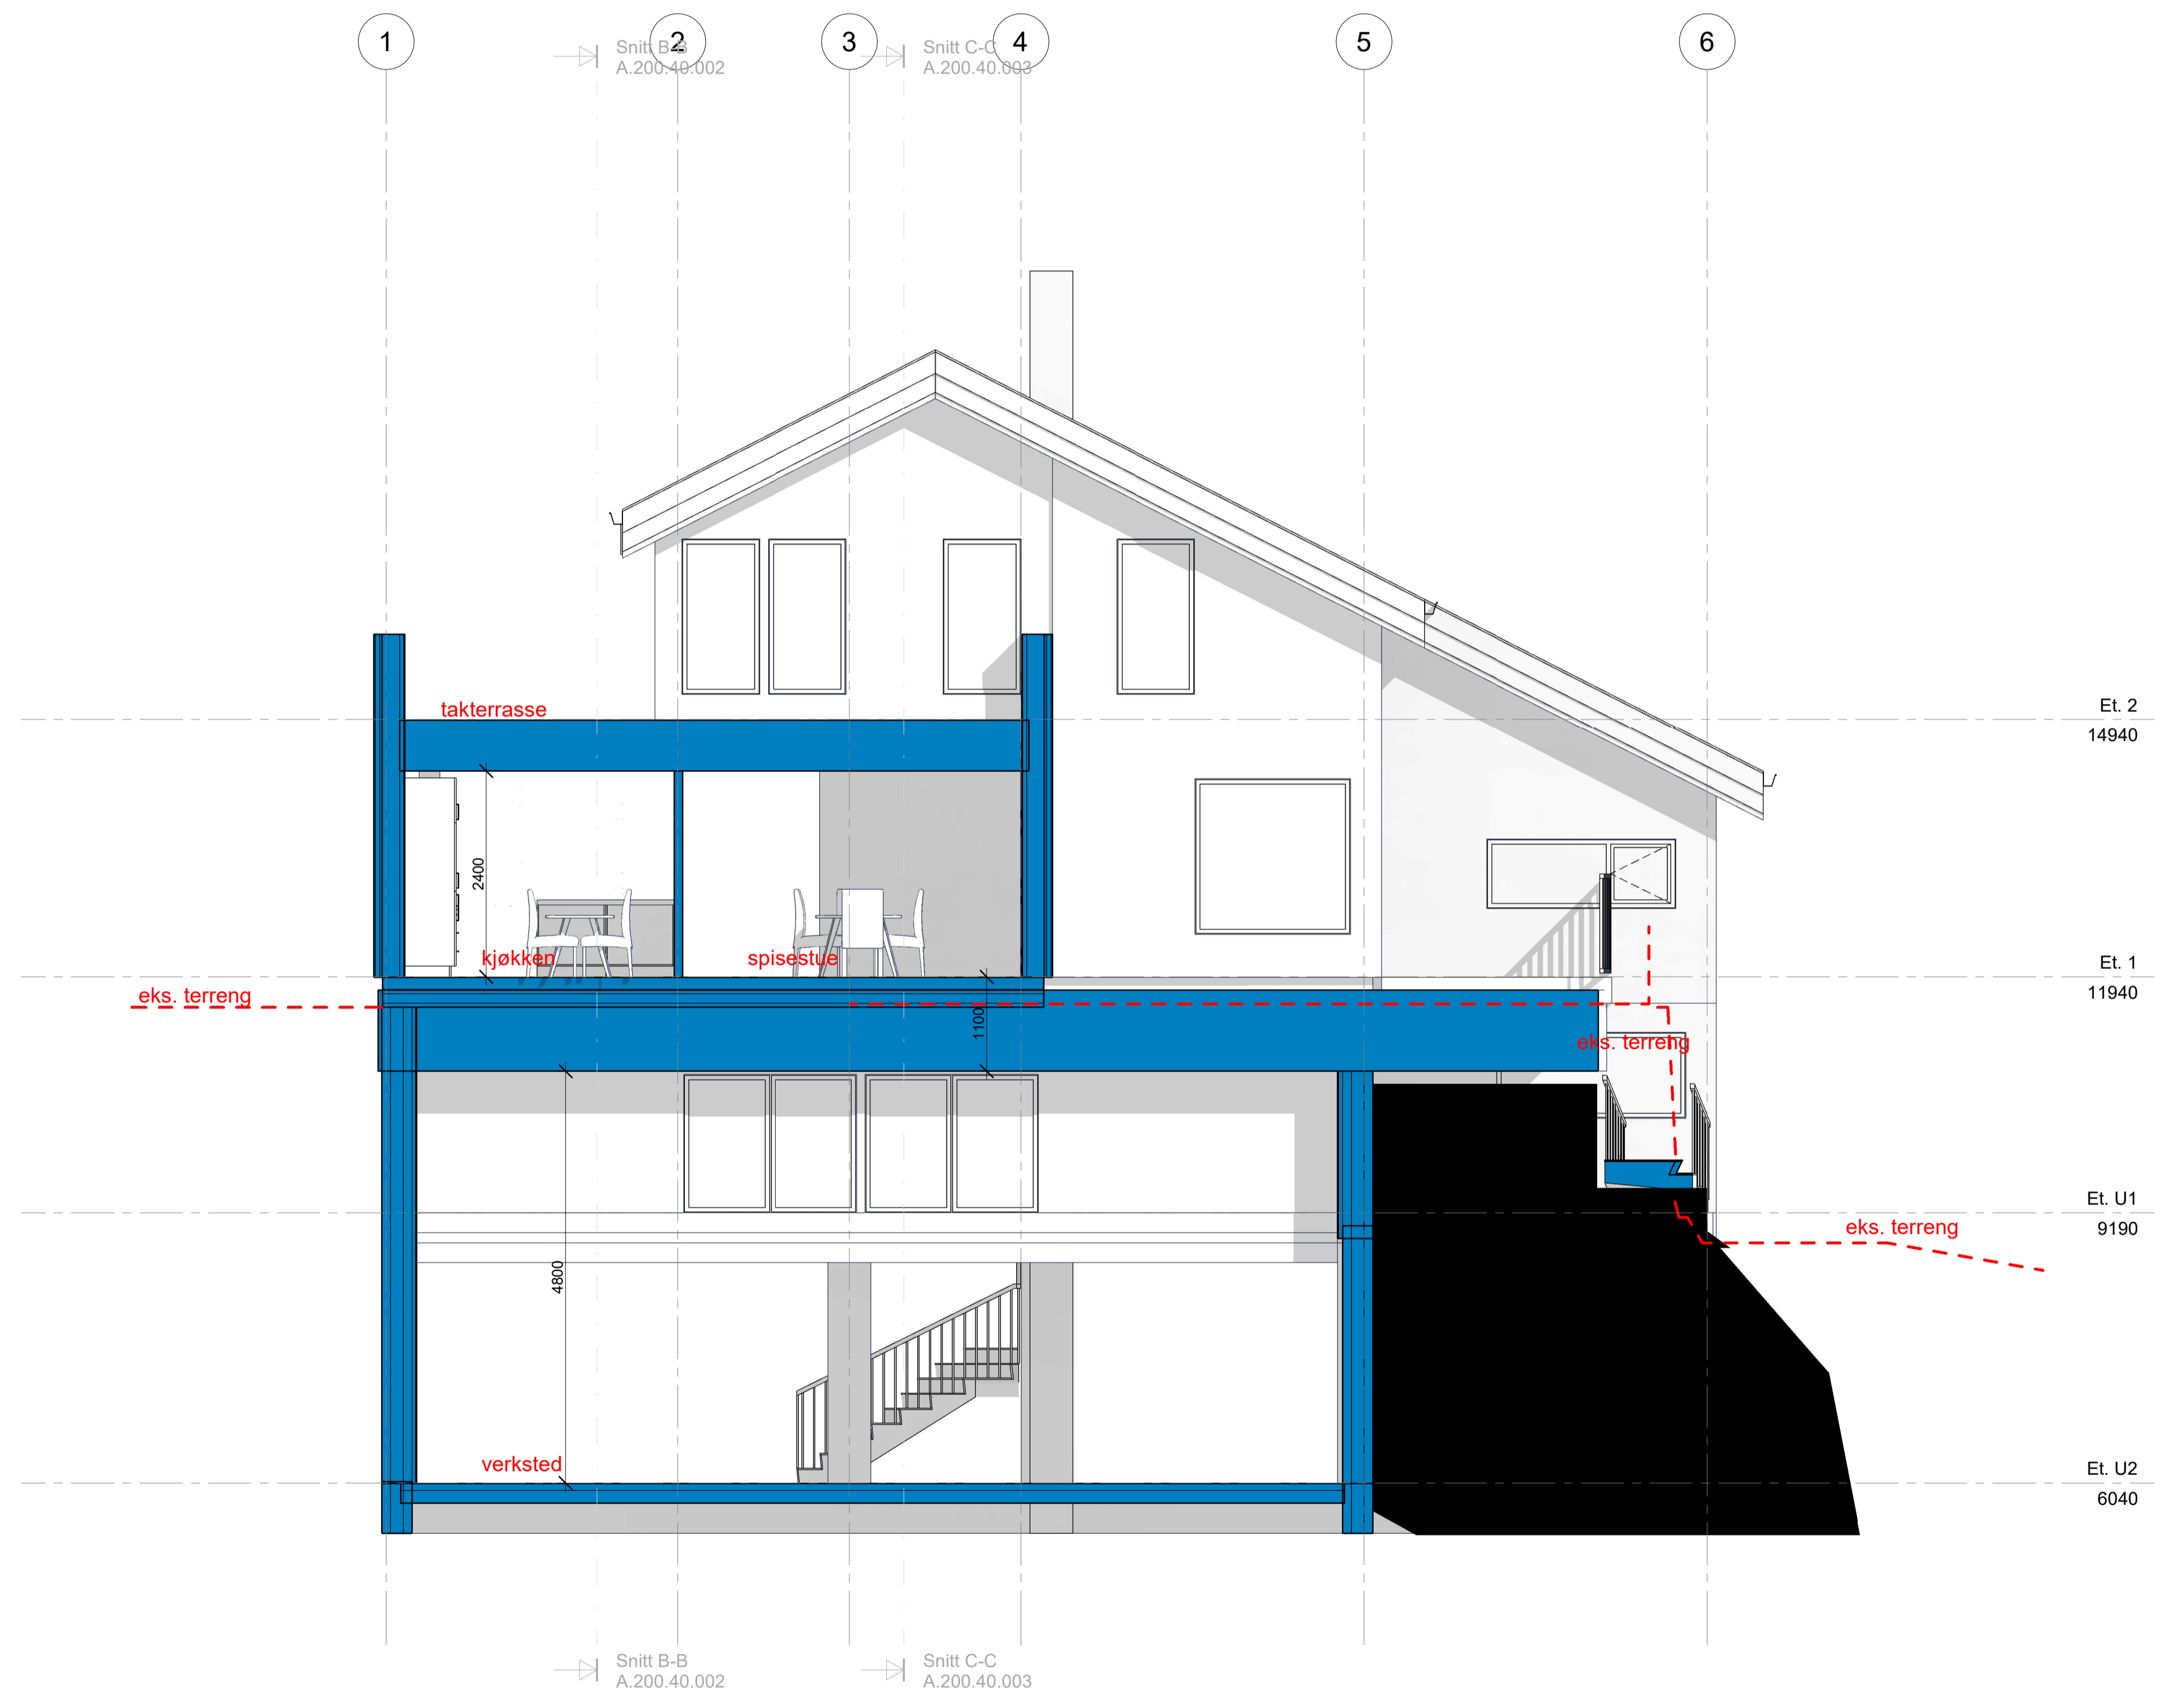 1
2
3
4
5
6
Snitt B-B
A.200.40.002
Snitt C-C
A.200.40.003
takterrasse
Et. 2
14940
2400
kjøkken
spisestue
Et. 1
11940
eks. terreng
1100
eks. terreng
Et. U1
9190
eks. terreng
4800
verksted
Et. U2
6040
Snitt B-B
A.200.40.002
Snitt C-C
A.200.40.003